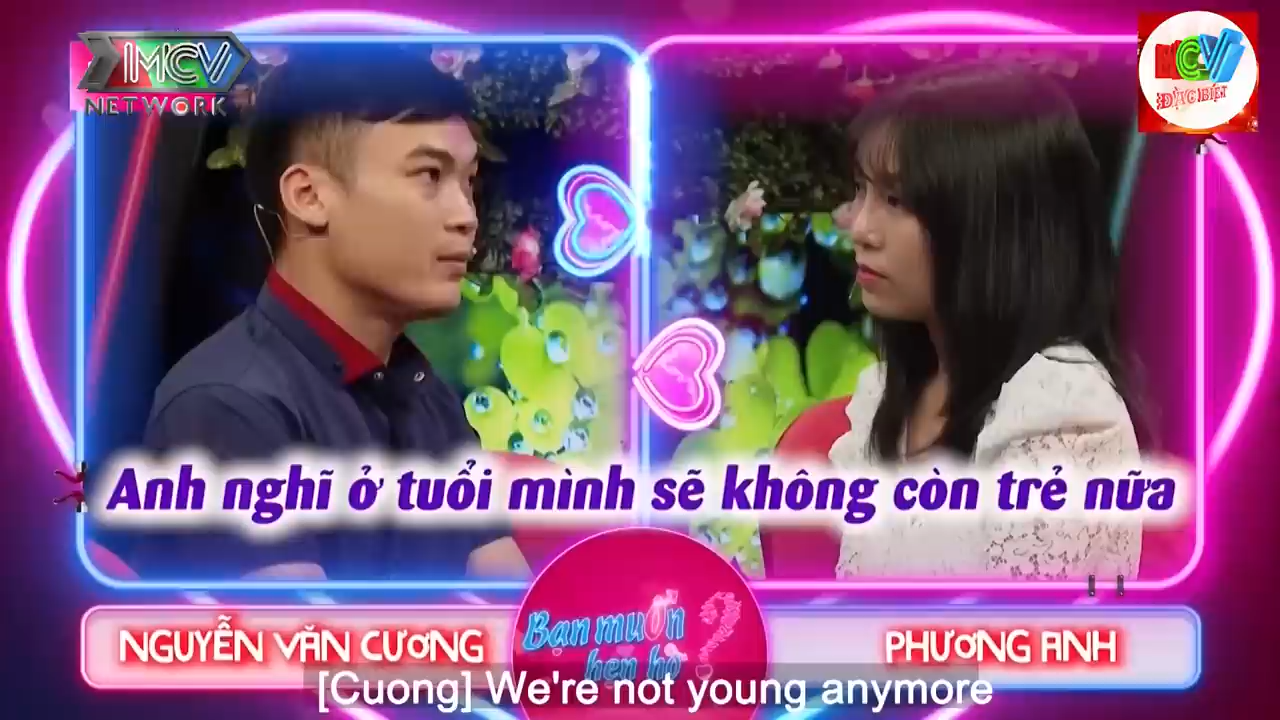 MCV
NETWORK
MCV
ĐẶC BIỆT
Anh nghĩ ở tuổi mình sẽ không còn trẻ nữa
NGUYỄN VĂN CƯƠNG
Bạn muốn
hẹn hò
?
PHƯƠNG ANH
[Cuong] We're not young anymore